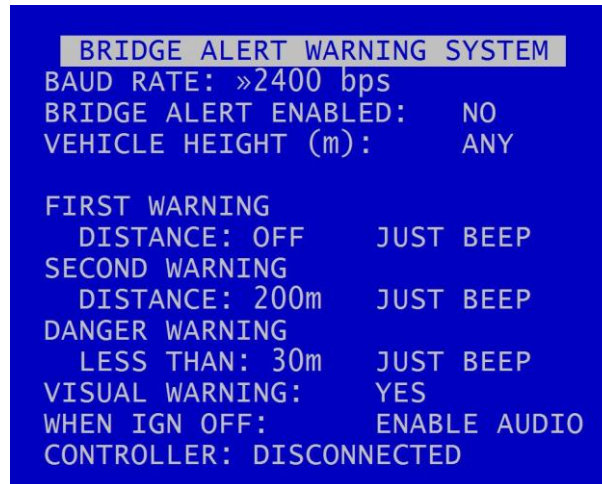 BRIDGE ALERT WARNING SYSTEM
BAUD RATE: »2400 bps
BRIDGE ALERT ENABLED: NO
VEHICLE HEIGHT (m): ANY
FIRST WARNING
DISTANCE: OFF JUST BEEP
SECOND WARNING
DISTANCE: 200m JUST BEEP
DANGER WARNING
LESS THAN: 30m JUST BEEP
VISUAL WARNING: YES
WHEN IGN OFF: ENABLE AUDIO
CONTROLLER: DISCONNECTED